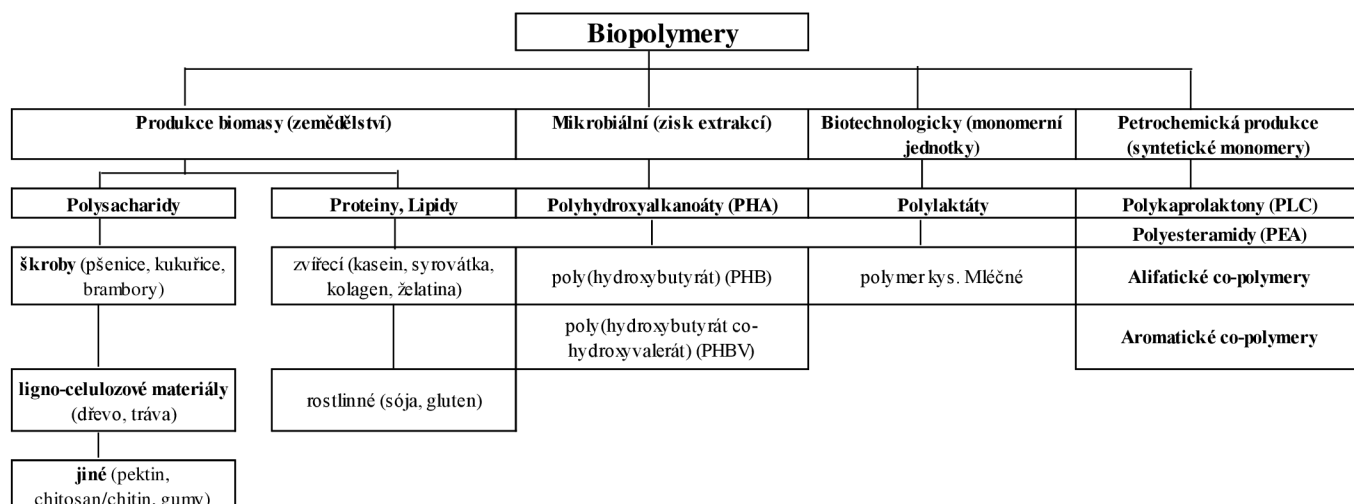 Biopolymery
Produkce biomasy (zemědělství)
Mikrobiální (zisk extrakcí)
Biotechnologicky (monomerní
jednotky)
Petrochemická produkce
(syntetické monomery)
Polysacharidy
Proteiny, Lipidy
Polyhydroxyalkanoáty (PHA)
Polylaktáty
Polykaprolaktony (PLC)
Polyesteramidy (PEA)
škroby (pšenice, kukuřice,
brambory)
zvířecí (kasein, syrovátka,
kolagen, želatina)
poly(hydroxybutyrát) (PHB)
polymer kys. Mléčné
Alifatické co-polymery
poly(hydroxybutyrát co-
hydroxyvalerát) (PHBV)
Aromatické co-polymery
ligno-celulozové materiály
(dřevo, tráva)
rostlinné (sója, gluten)
jiné (pektin,
chitosan/chitin, gumy)